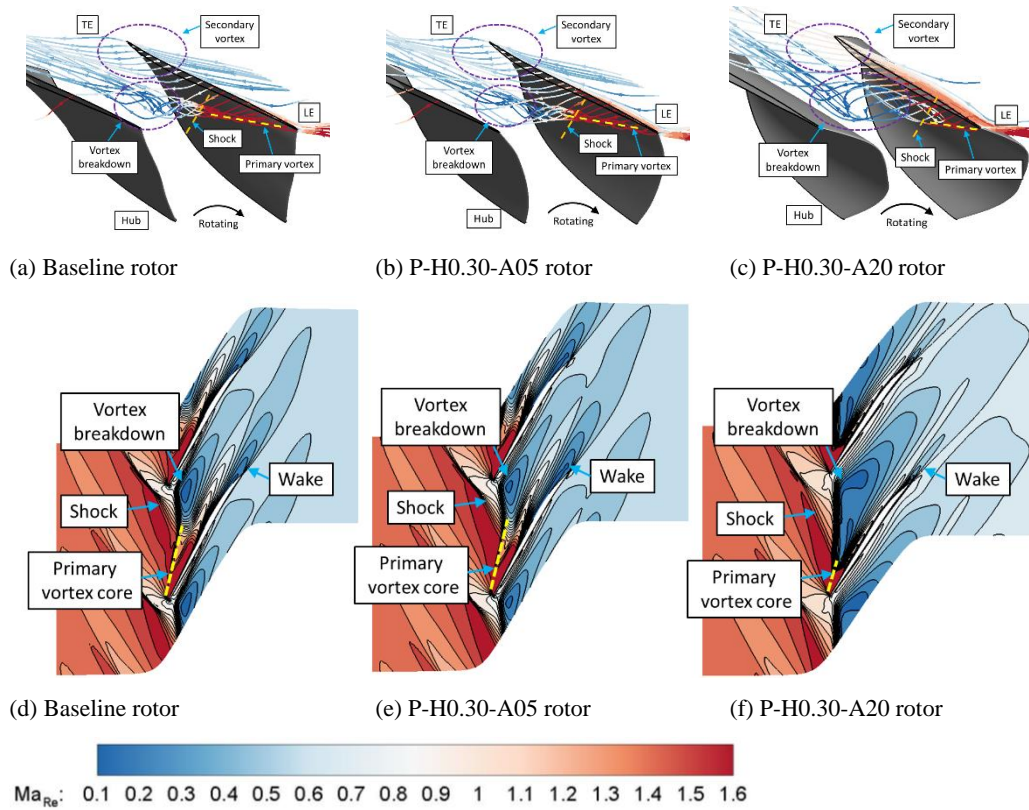 TE
Secondary
vortex
LE
Shock
Vortex
breakdown
Primary vortex
Hub
Rotating
TE
Secondary
vortex
LE
Shock
Vortex
breakdown
Primary vortex
Hub
Rotating
TE
Secondary
vortex
LE
Shock
Vortex
breakdown
Primary vortex
Hub
Rotating
(a) Baseline rotor
(b) P-H0.30-A05 rotor
(c) P-H0.30-A20 rotor
Vortex
breakdown
Wake
Shock
Primary
vortex core
Vortex
breakdown
Wake
Shock
Primary
vortex core
Vortex
breakdown
Wake
Shock
Primary
vortex core
(d) Baseline rotor
(e) P-H0.30-A05 rotor
(f) P-H0.30-A20 rotor
MaRe: 0.1 0.2 0.3 0.4 0.5 0.6 0.7 0.8 0.9 1 1.1 1.2 1.3 1.4 1.5 1.6